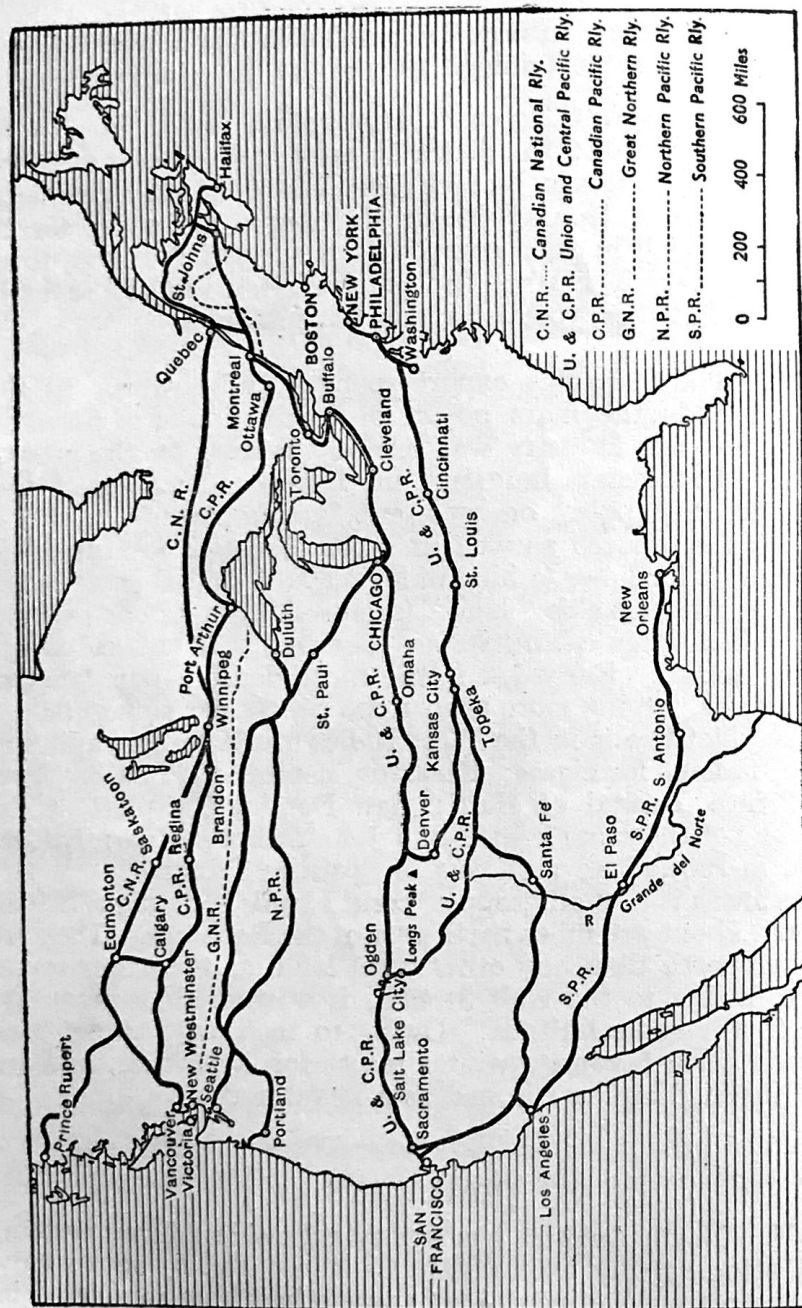 Prince Rupert
Edmonton
C.N.R. Saskatoon
Calgary
C.P.R. Regina
Brandon
Winnipeg
Port Arthur
C. N. R.
C.P.R.
Quebec
St. Johns
Halifax
Montreal
Ottawa
Vancouver
Victoria
New Westminster
Seattle
Portland
G.N.R.
N.P.R.
Duluth
St. Paul
Toronto
BOSTON
Buffalo
Cleveland
CHICAGO
NEW YORK
PHILADELPHIA
Washington
Ogden
Salt Lake City
U. & C.P.R.
Sacramento
SAN
FRANCISCO
Longs Peak
Denver
U. & C.P.R.
Omaha
Kansas City
Topeka
U. & C.P.R.
U. & C.P.R.
Cincinnati
St. Louis
Los Angeles
Santa Fé
S.P.R.
El Paso
R
Grande del Norte
S.P.R.
S. Antonio
New
Orleans
C.N.R. .... Canadian National Rly.
U. & C.P.R. Union and Central Pacific Rly.
C.P.R. -------- Canadian Pacific Rly.
G.N.R. -------- Great Northern Rly.
N.P.R. -------- Northern Pacific Rly.
S.P.R. -------- Southern Pacific Rly.
0 200 400 600 Miles